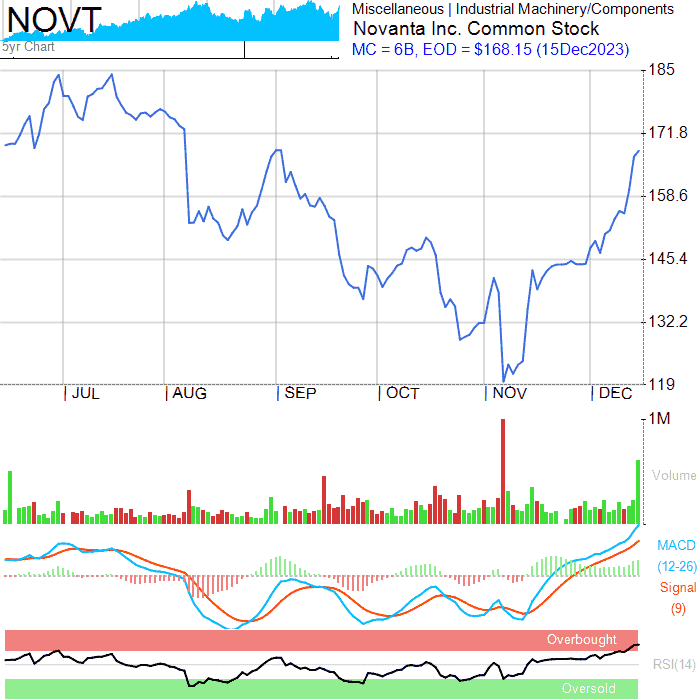 NOVT
5yr Chart
Miscellaneous | Industrial Machinery/Components
Novanta Inc. Common Stock
MC = 6B, EOD = $168.15 (15Dec2023)
185
171.8
158.6
145.4
132.2
119
JUL AUG SEP OCT NOV DEC
1M
Volume
MACD
(12-26)
Signal
(9)
Overbought
RSI(14)
Oversold